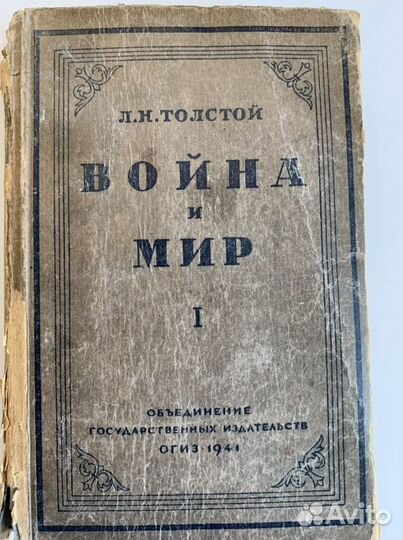 Л.Н.ТОЛСТОЙ
ВОЙНА
и
МИР
I
ОБЪЕДИНЕНИЕ
ГОСУДАРСТВЕННЫХ ИЗДАТЕЛЬСТВ
ОГИЗ·1941
Avito